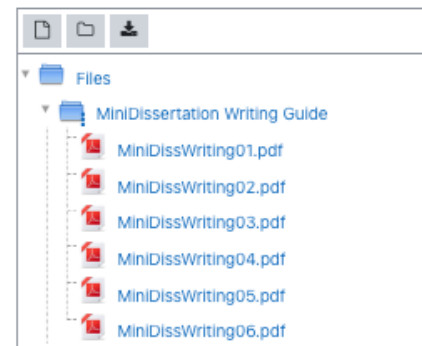 Files
MiniDissertation Writing Guide
MiniDissWriting01.pdf
MiniDissWriting02.pdf
MiniDissWriting03.pdf
MiniDissWriting04.pdf
MiniDissWriting05.pdf
MiniDissWriting06.pdf